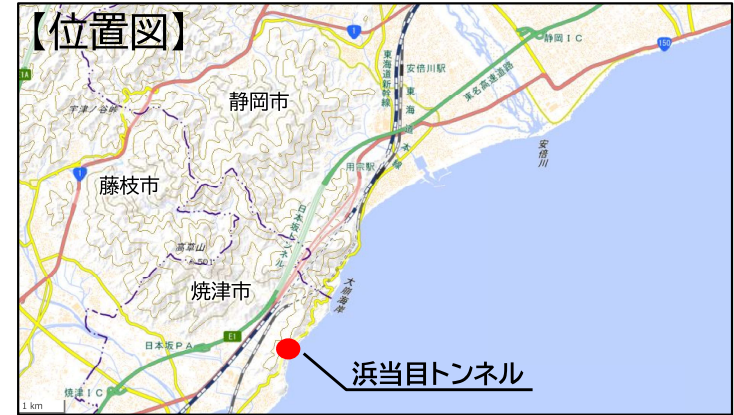 【位置図】
静岡IC
150
1
東海道新幹線
安倍川駅
東名高速道路
東海道本線
1A
静岡市
宇津ノ谷峠
安倍川
用宗駅
1
藤枝市
日本坂トンネル
高草山
501
焼津市
大崩海岸
E1
日本坂PA
浜当目トンネル
焼津IC
1 km